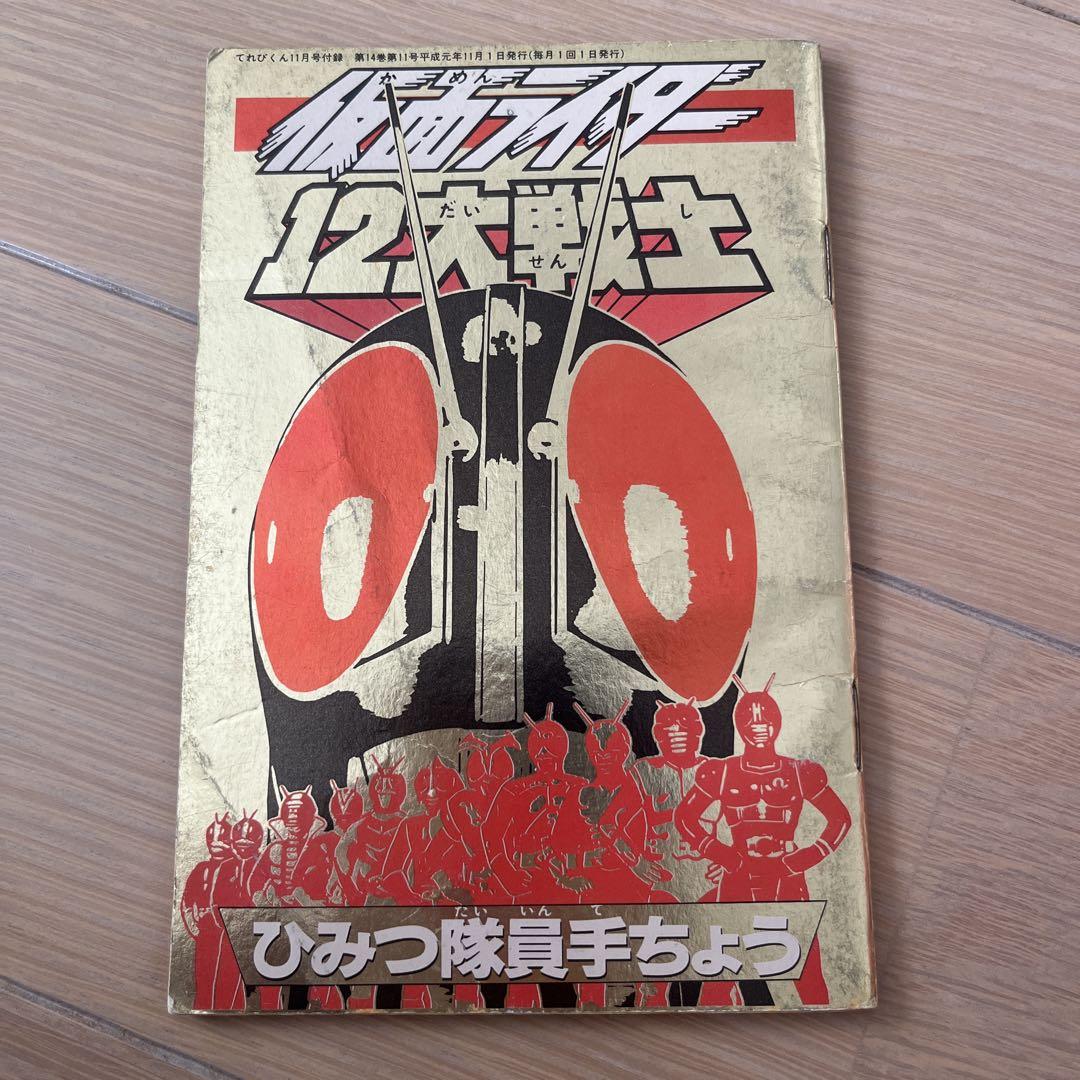 てれびくん11月号付録 第14巻第11号平成元年11月1日発行(毎月1回1日発行)
か めん
仮面ライダー
だい せん し
12大戦士
たい いん て
ひみつ隊員手ちょう